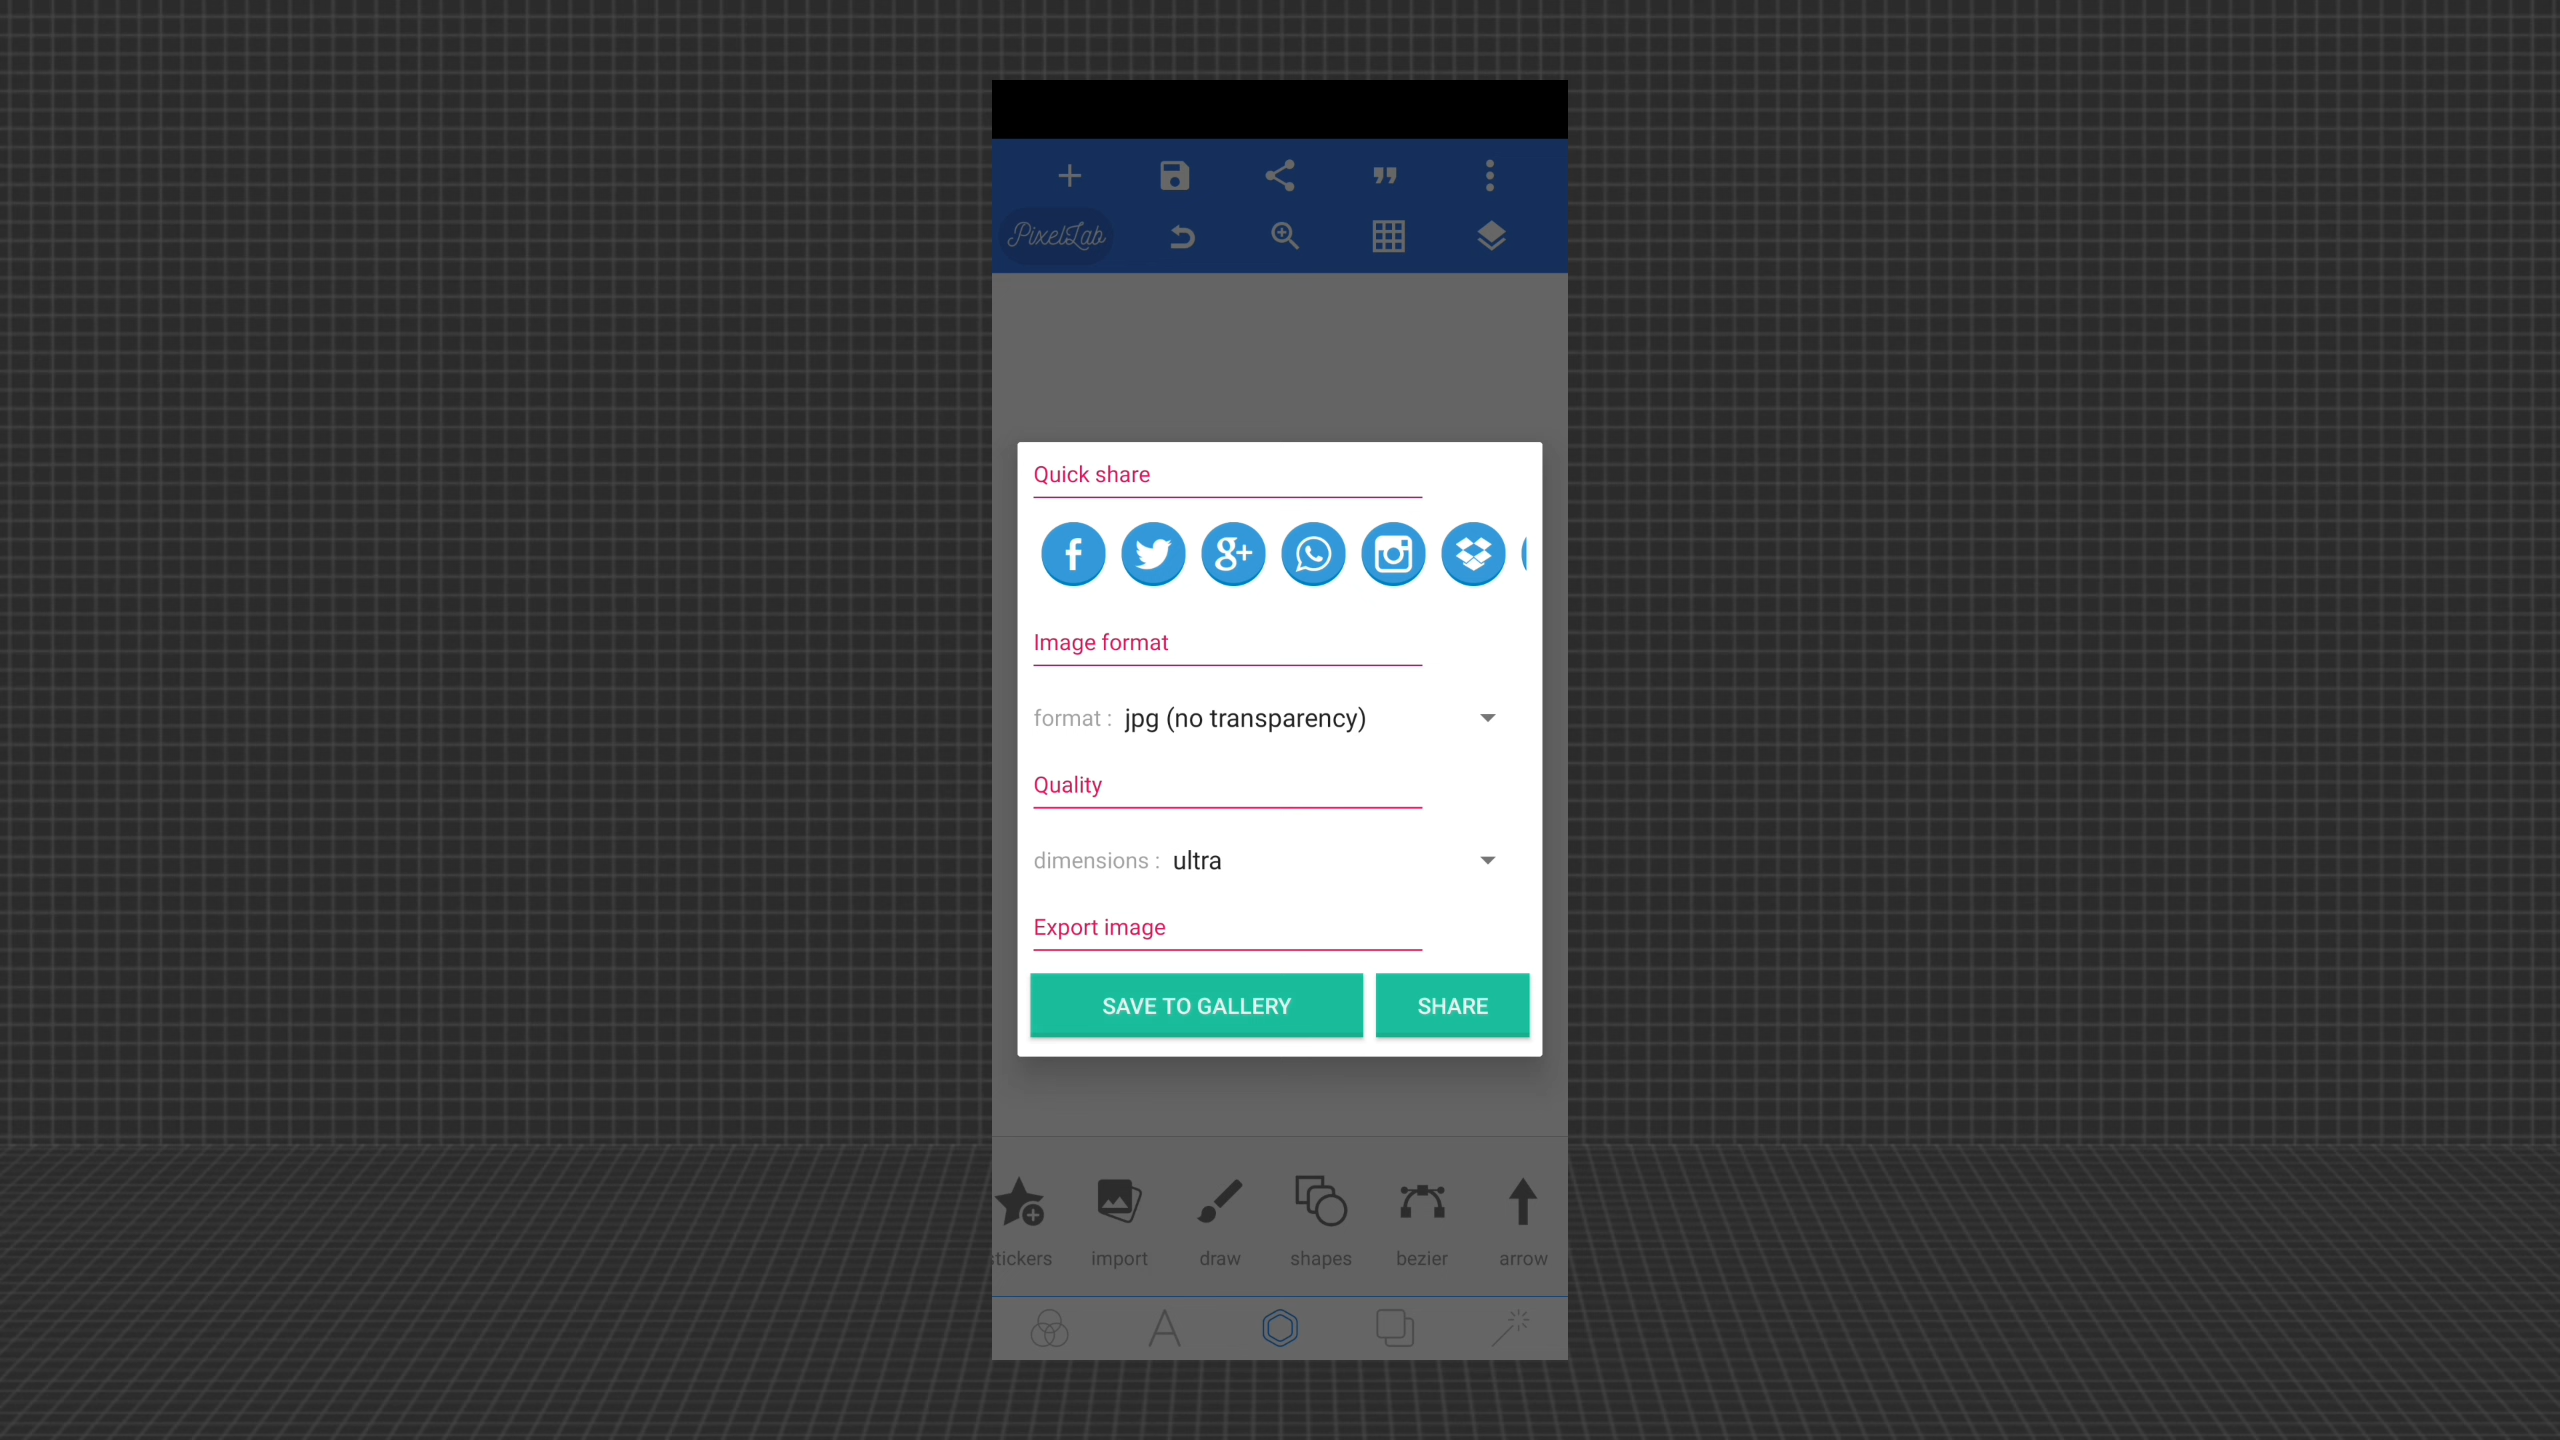 PixelLab
Quick share
Image format
format : jpg (no transparency)
Quality
dimensions : ultra
Export image
SAVE TO GALLERY SHARE
tickers import draw shapes bezier arrow